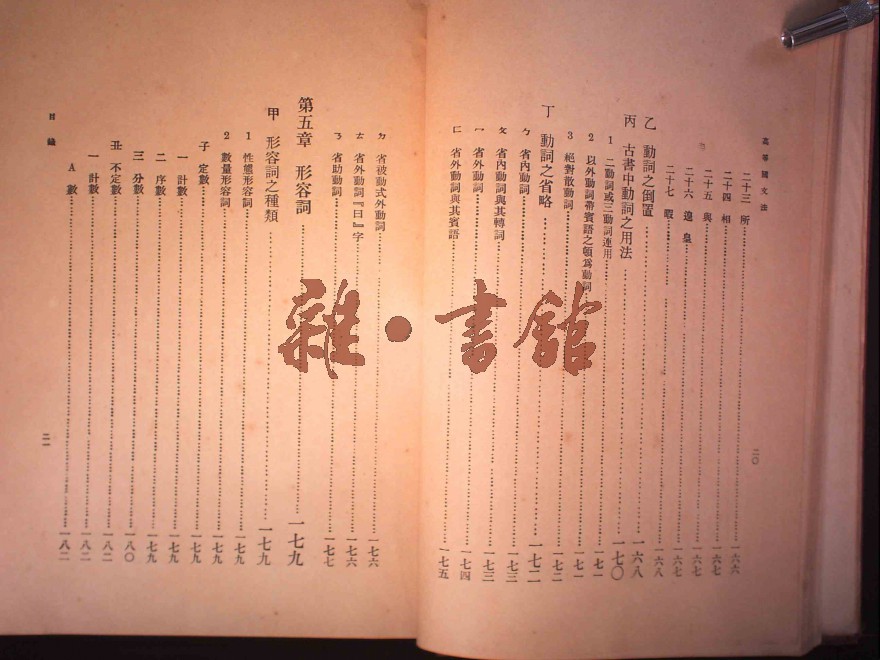 高等國文法
二十三 所……一六六
二十四 相……一六六
二十五 與……一六七
二十六 遑 皇……一六七
二十七 暇……一六八
乙 動詞之倒置……一六八
丙 古書中動詞之用法……一七〇
1 二動詞或三動詞連用……一七一
2 以外動詞帶賓語之頓爲動詞……一七一
3 絕對散動詞……一七二
丁 動詞之省略……一七二
ㄅ 省內動詞……一七三
ㄆ 省內動詞與其轉詞……一七三
ㄇ 省外動詞……一七四
ㄈ 省外動詞與其賓語……一七五
二〇
ㄉ 省被動式外動詞……一七六
ㄊ 省外動詞『曰』字……一七六
ㄋ 省助動詞……一七七
第五章 形容詞……一七九
甲 形容詞之種類……一七九
1 性態形容詞……一七九
2 數量形容詞……一七九
子 定數……一七九
一 計數……一七九
二 序數……一七九
三 分數……一八〇
丑 不定數……一八二
一 計數……一八二
A 數……一八二
目錄
二一
雜·書館